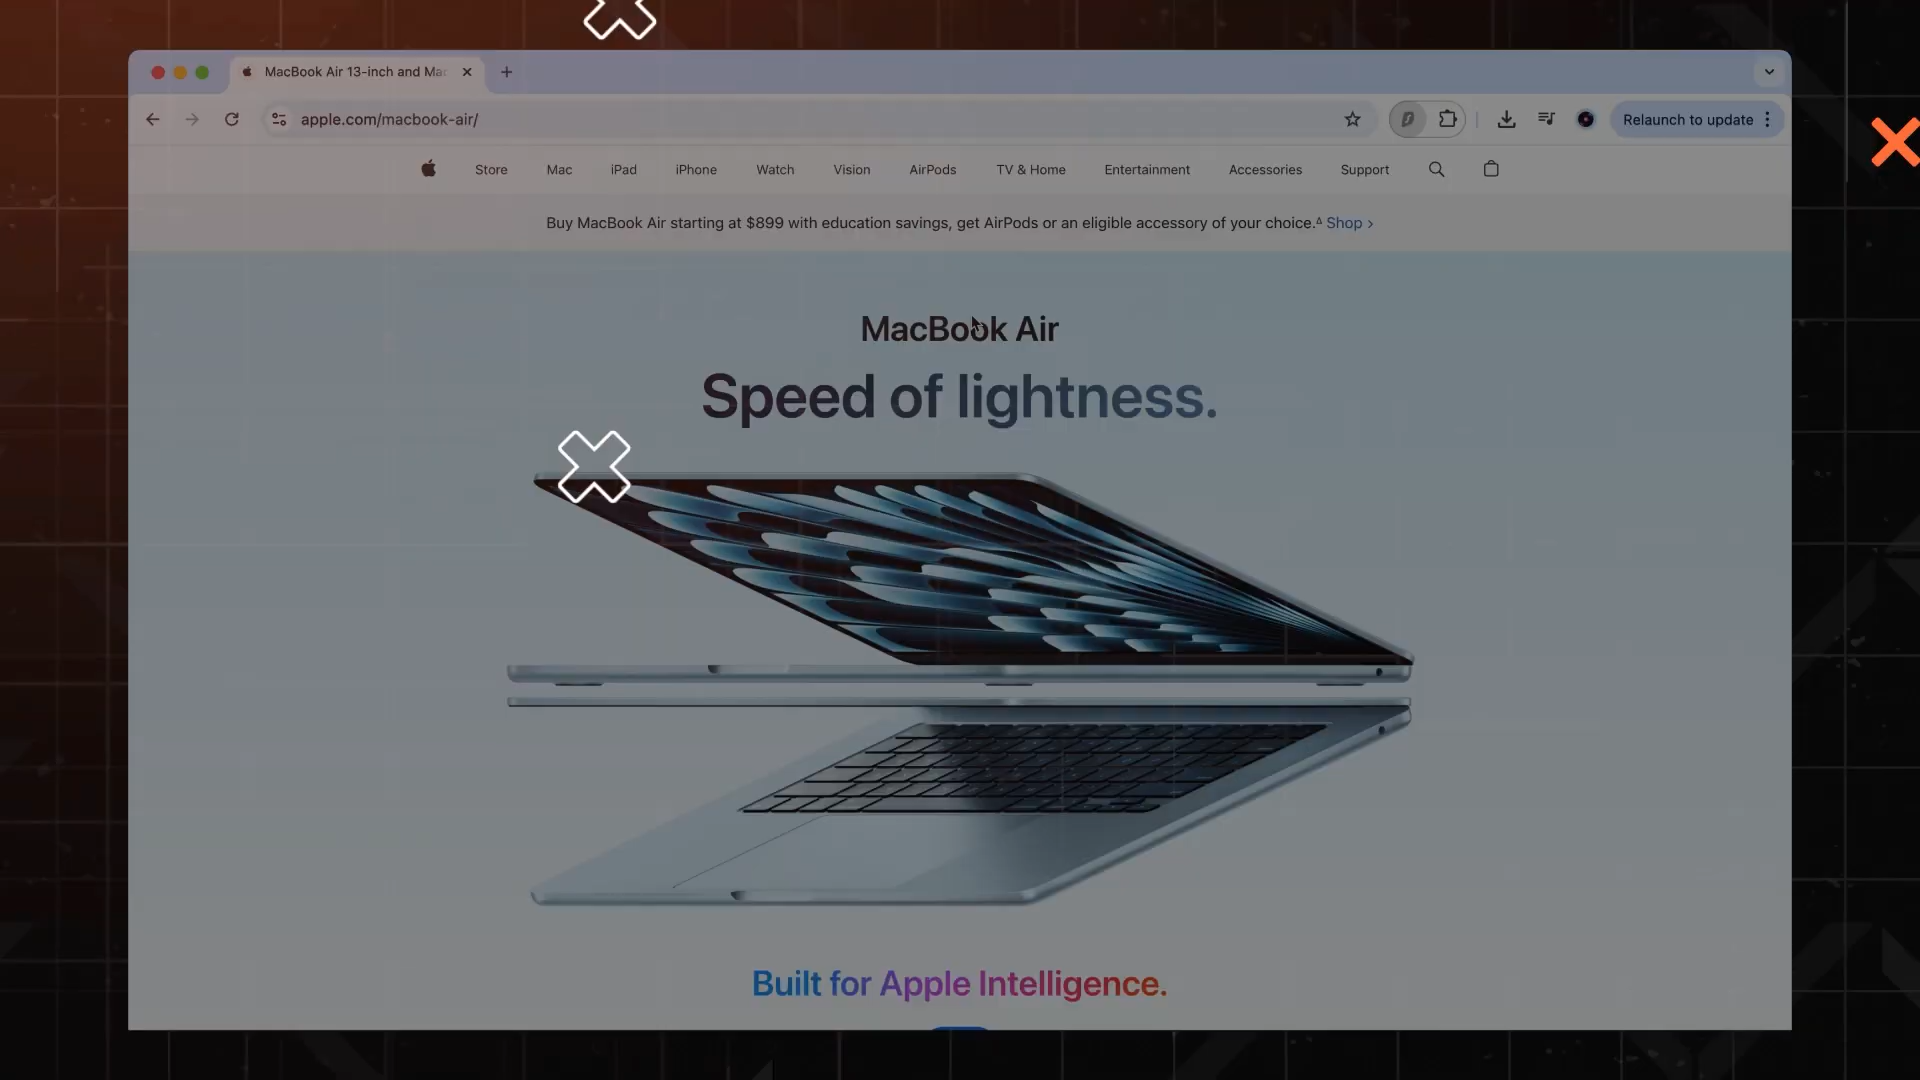 MacBook Air 13-inch and Mac
apple.com/macbook-air/
Relaunch to update
Store Mac iPad iPhone Watch Vision AirPods TV & Home Entertainment Accessories Support
Buy MacBook Air starting at $899 with education savings, get AirPods or an eligible accessory of your choice.Δ Shop >
MacBook Air
Speed of lightness.
Built for Apple Intelligence.